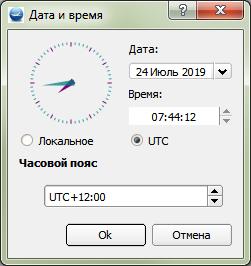 Дата и время
Дата:
24 Июль 2019
Время:
07:44:12
Локальное
UTC
Часовой пояс
UTC+12:00
Ok
Отмена